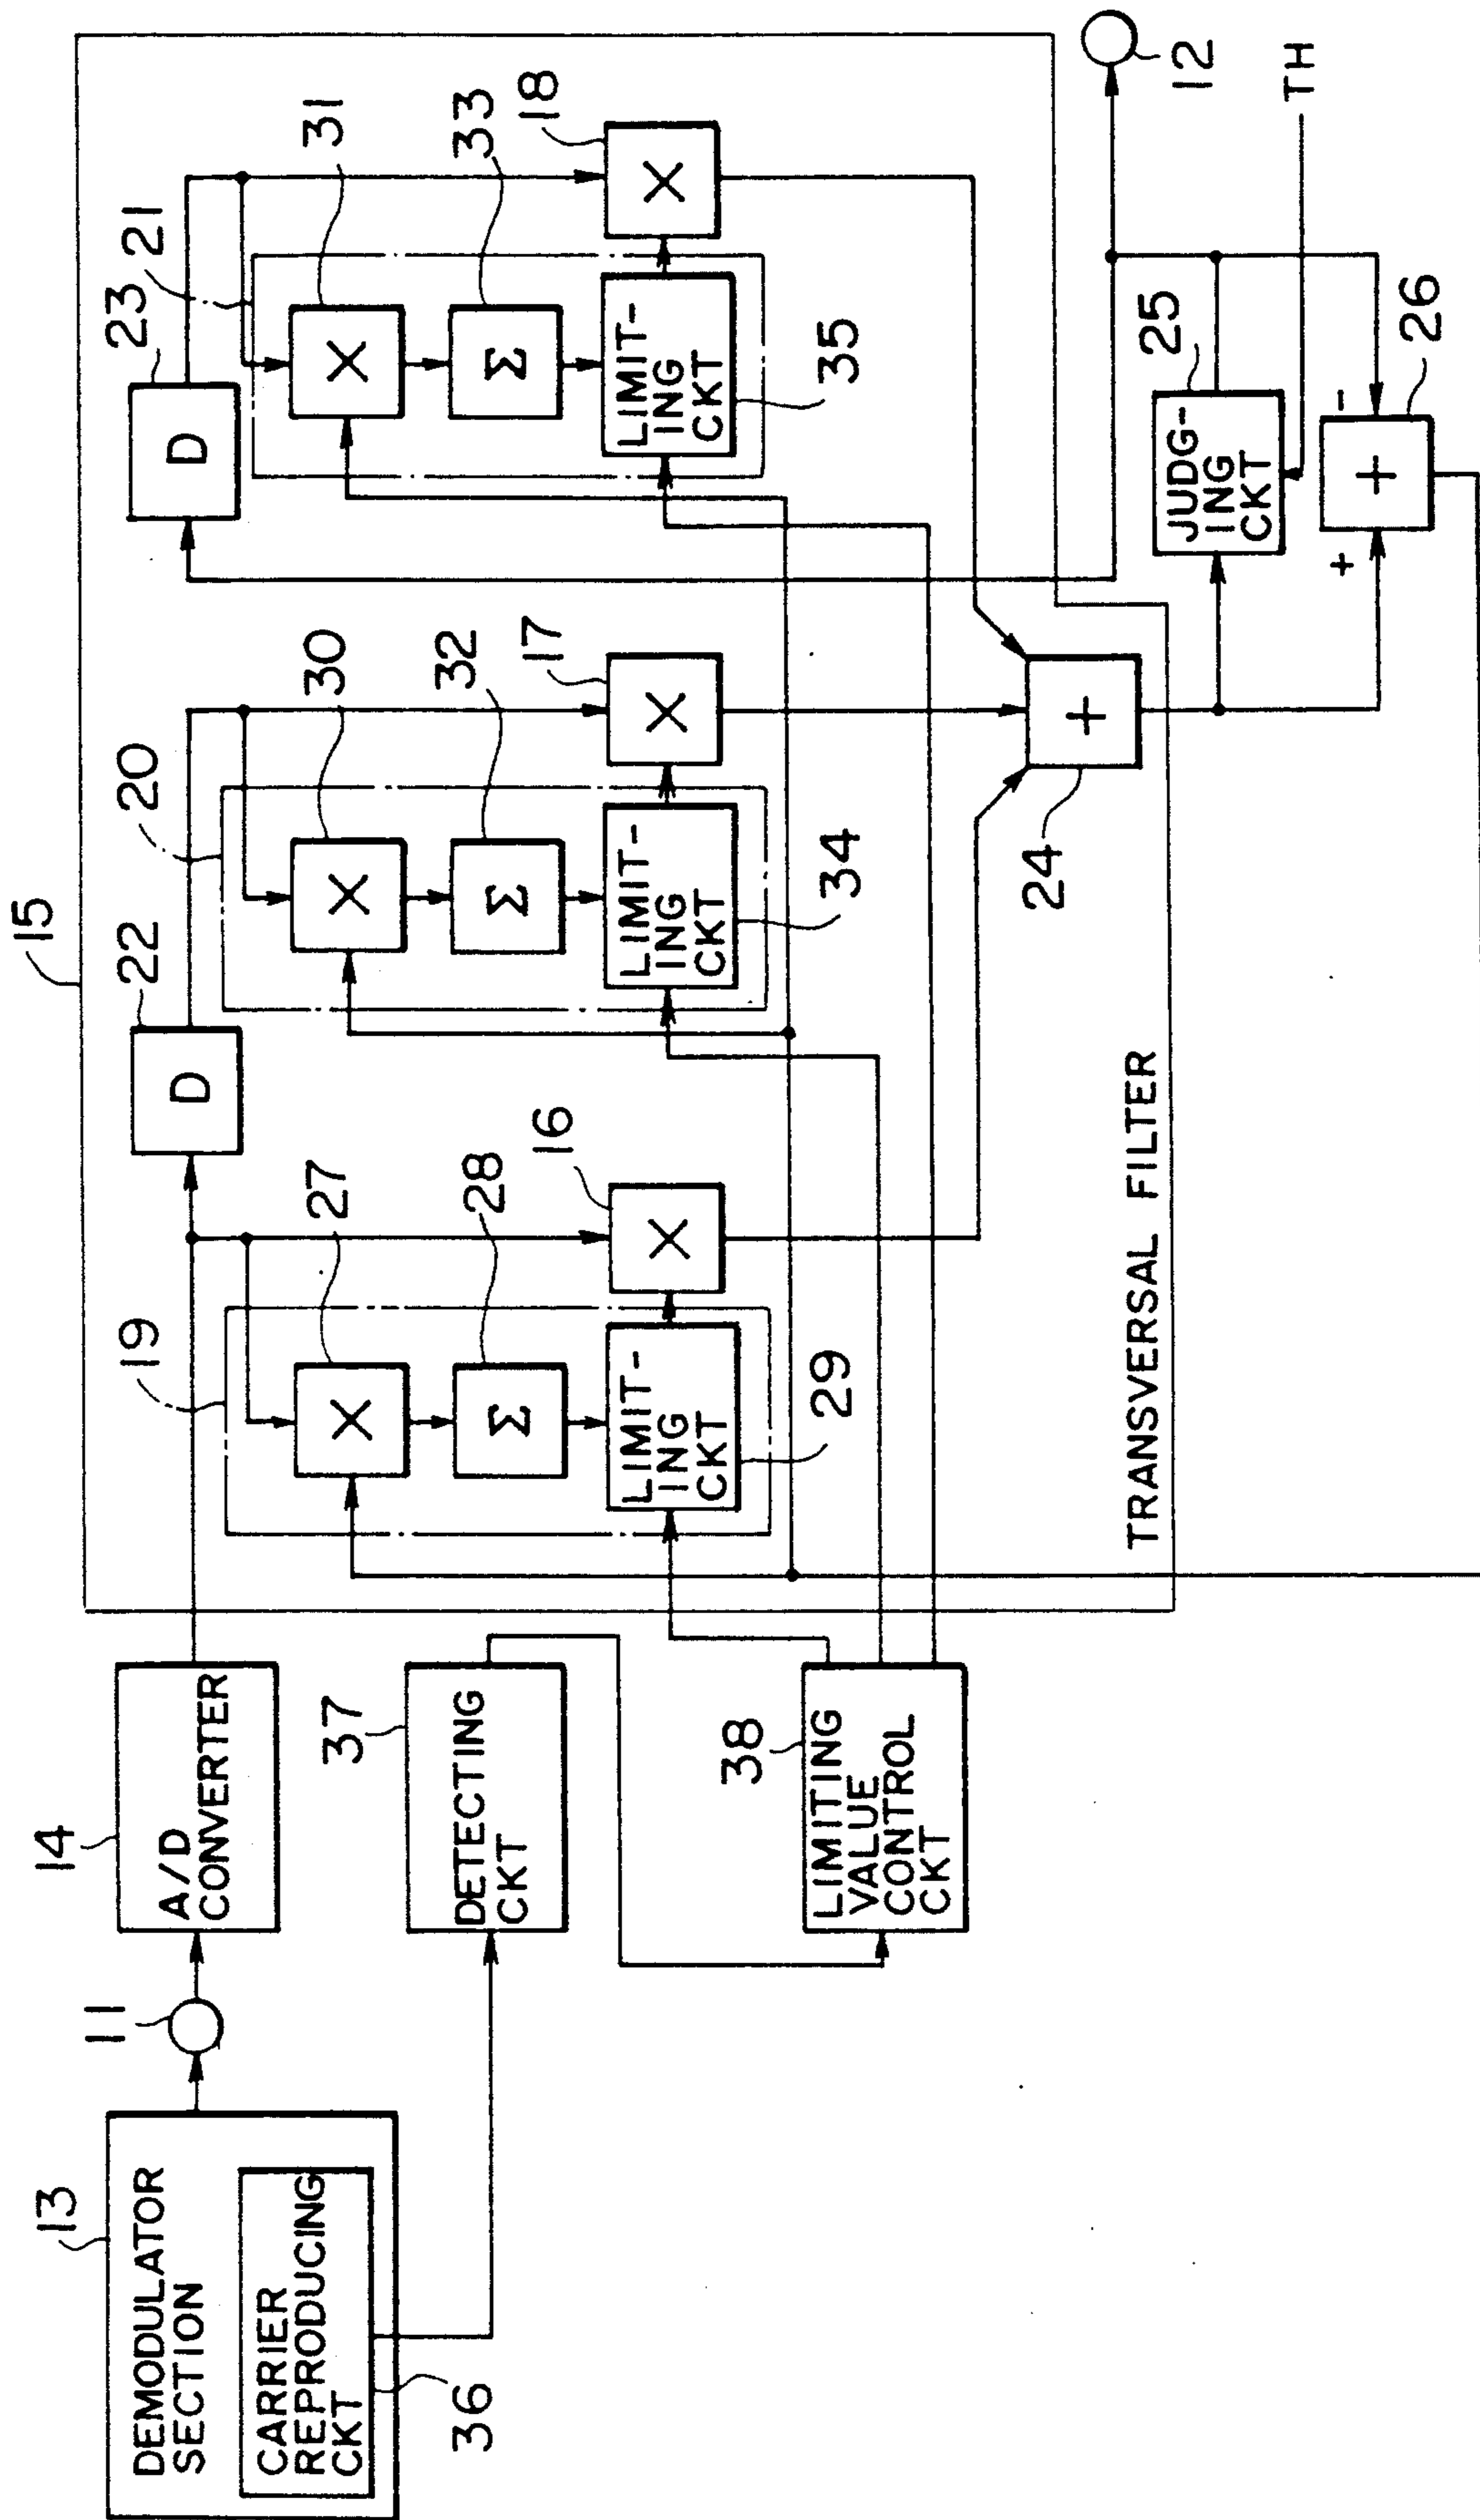 15
13
DEMODULATOR
SECTION
CARRIER
REPRODUCING
CKT
36
11
14
A/D
CONVERTER
37
DETECTING
CKT
38
LIMITING
VALUE
CONTROL
CKT
19
27
X
28
Σ
LIMIT-
ING
CKT
29
16
X
22
D
20
30
X
32
Σ
LIMIT-
ING
CKT
34
17
X
23
D
21
31
X
33
Σ
LIMIT-
ING
CKT
35
18
X
24
+
TRANSVERSAL FILTER
25
JUDG-
ING
CKT
26
+
+
-
12
TH